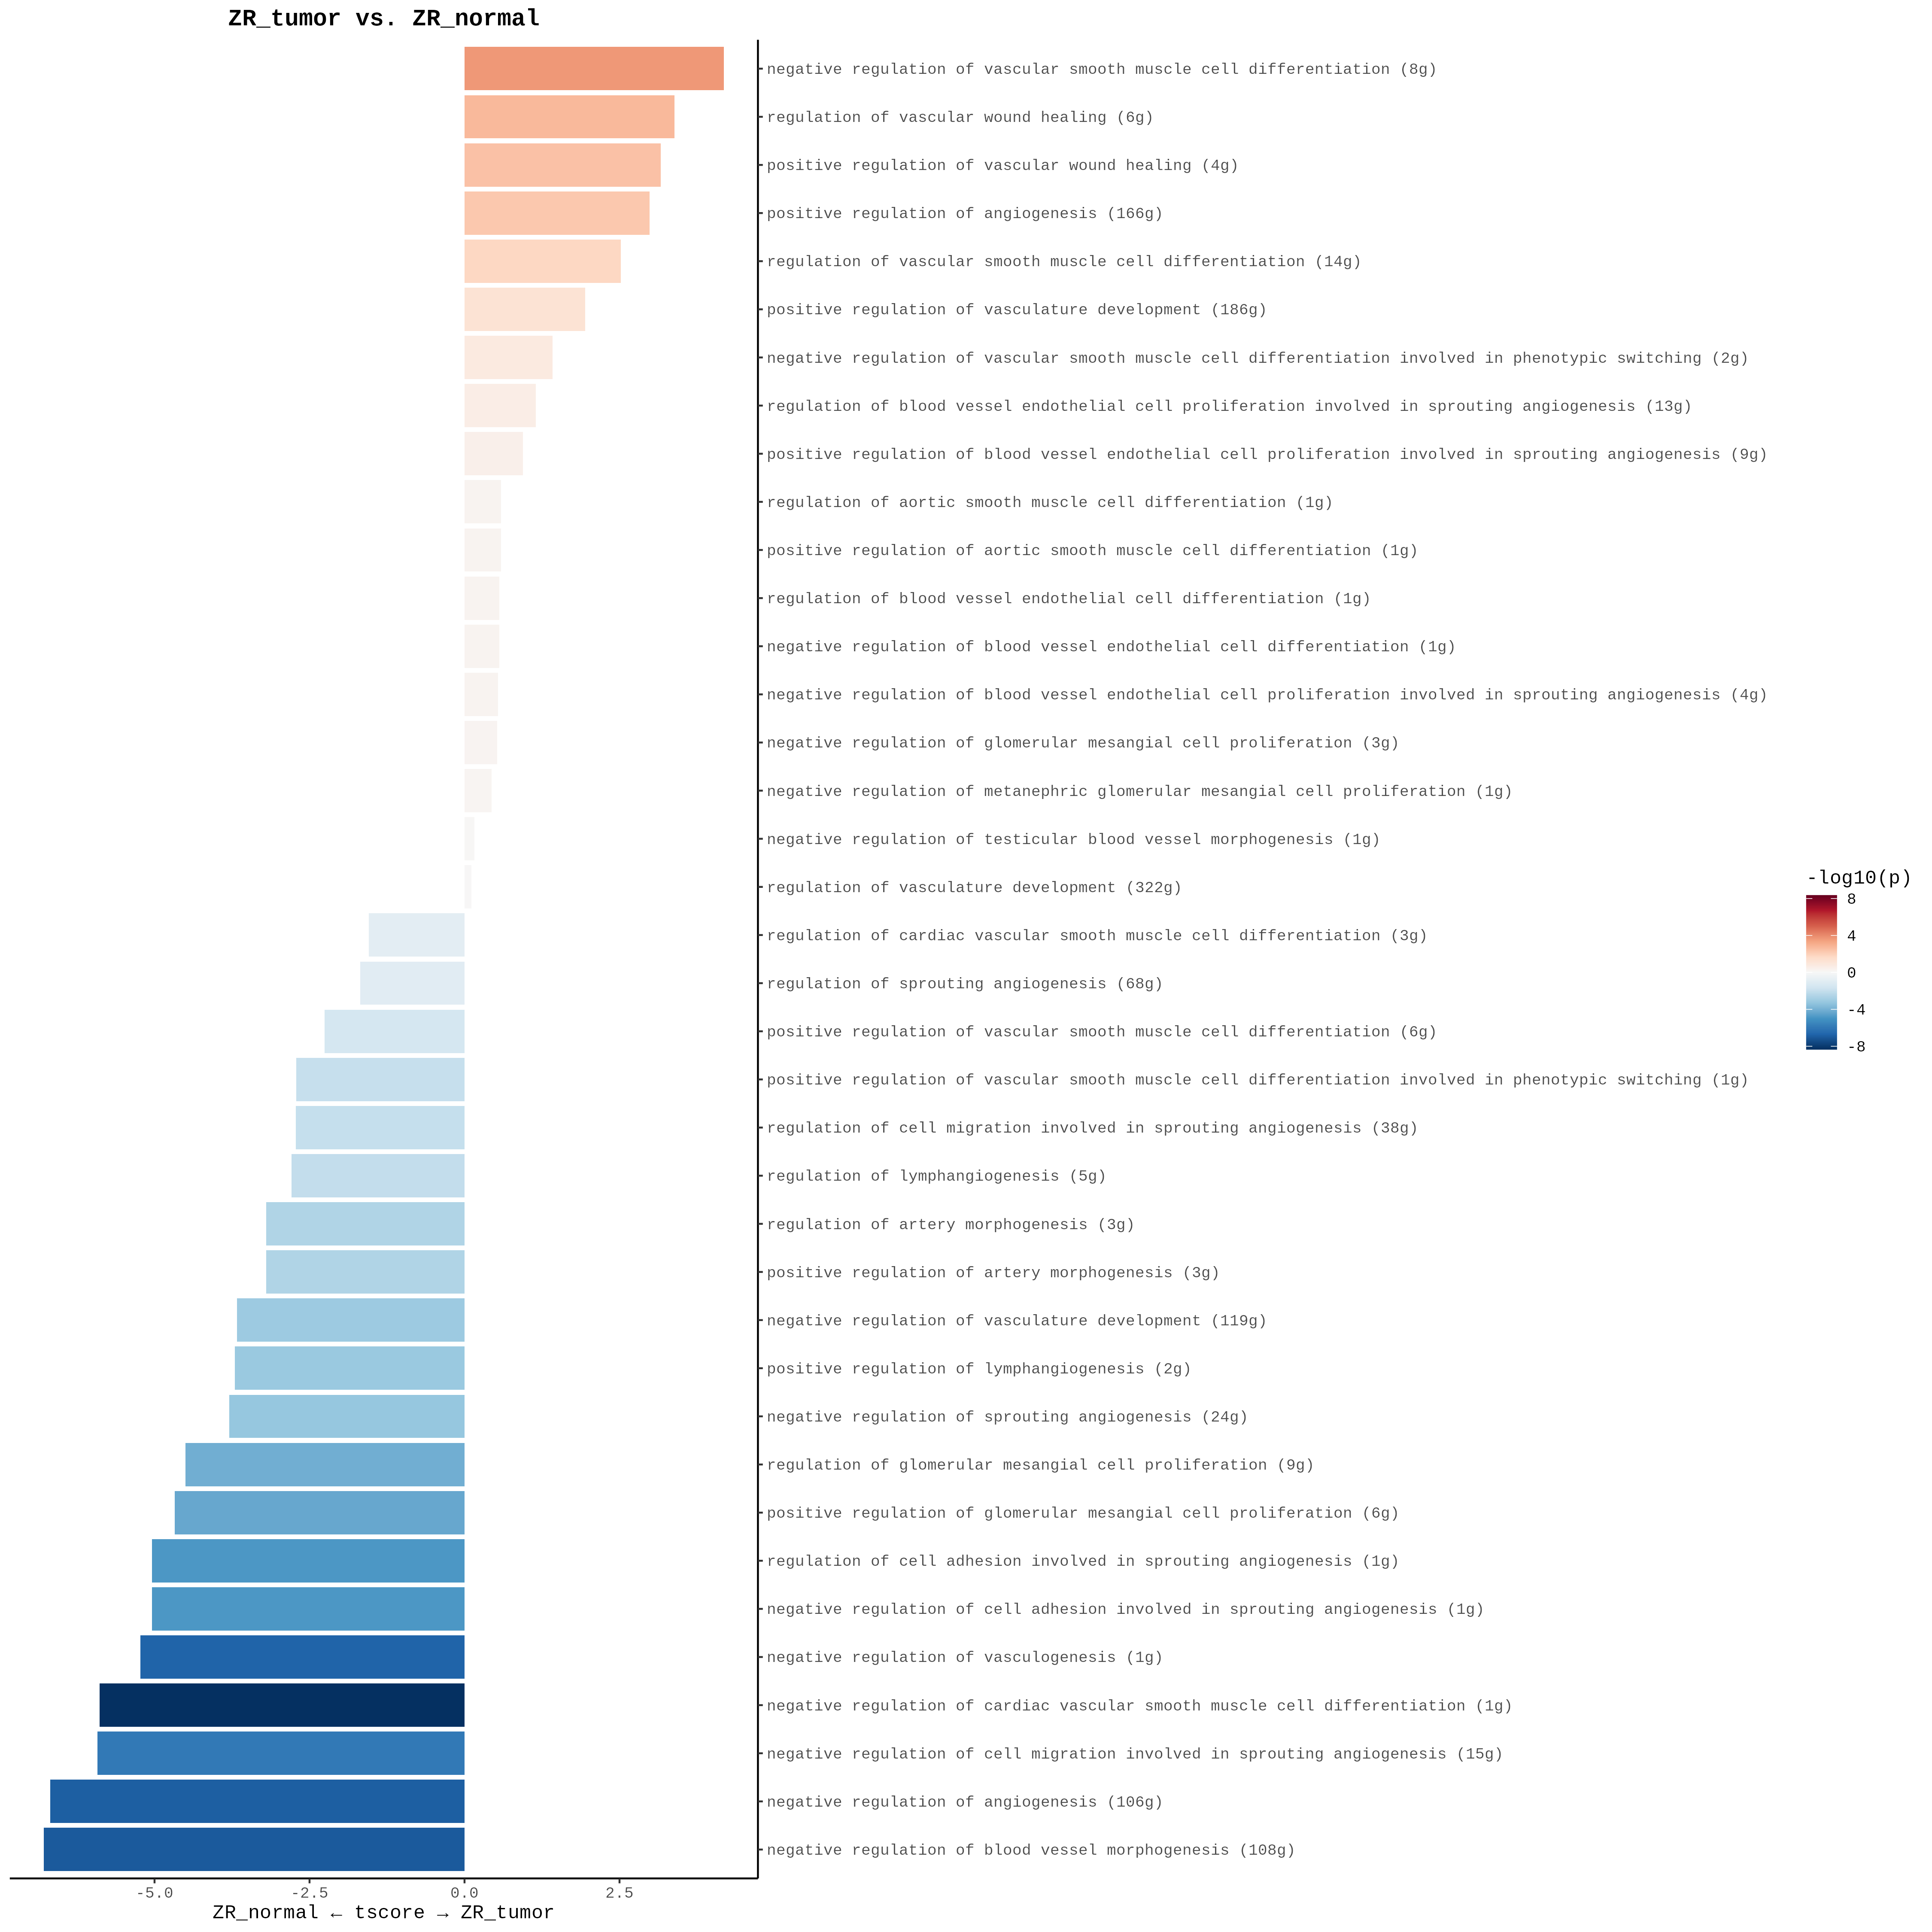 ZR_tumor vs. ZR_normal
negative regulation of vascular smooth muscle cell differentiation (8g)
regulation of vascular wound healing (6g)
positive regulation of vascular wound healing (4g)
positive regulation of angiogenesis (166g)
regulation of vascular smooth muscle cell differentiation (14g)
positive regulation of vasculature development (186g)
negative regulation of vascular smooth muscle cell differentiation involved in phenotypic switching (2g)
regulation of blood vessel endothelial cell proliferation involved in sprouting angiogenesis (13g)
positive regulation of blood vessel endothelial cell proliferation involved in sprouting angiogenesis (9g)
regulation of aortic smooth muscle cell differentiation (1g)
positive regulation of aortic smooth muscle cell differentiation (1g)
regulation of blood vessel endothelial cell differentiation (1g)
negative regulation of blood vessel endothelial cell differentiation (1g)
negative regulation of blood vessel endothelial cell proliferation involved in sprouting angiogenesis (4g)
negative regulation of glomerular mesangial cell proliferation (3g)
negative regulation of metanephric glomerular mesangial cell proliferation (1g)
negative regulation of testicular blood vessel morphogenesis (1g)
regulation of vasculature development (322g)
regulation of cardiac vascular smooth muscle cell differentiation (3g)
regulation of sprouting angiogenesis (68g)
positive regulation of vascular smooth muscle cell differentiation (6g)
positive regulation of vascular smooth muscle cell differentiation involved in phenotypic switching (1g)
regulation of cell migration involved in sprouting angiogenesis (38g)
regulation of lymphangiogenesis (5g)
regulation of artery morphogenesis (3g)
positive regulation of artery morphogenesis (3g)
negative regulation of vasculature development (119g)
positive regulation of lymphangiogenesis (2g)
negative regulation of sprouting angiogenesis (24g)
regulation of glomerular mesangial cell proliferation (9g)
positive regulation of glomerular mesangial cell proliferation (6g)
regulation of cell adhesion involved in sprouting angiogenesis (1g)
negative regulation of cell adhesion involved in sprouting angiogenesis (1g)
negative regulation of vasculogenesis (1g)
negative regulation of cardiac vascular smooth muscle cell differentiation (1g)
negative regulation of cell migration involved in sprouting angiogenesis (15g)
negative regulation of angiogenesis (106g)
negative regulation of blood vessel morphogenesis (108g)
-5.0 -2.5 0.0 2.5
ZR_normal ← tscore → ZR_tumor
-log10(p)
8
4
0
-4
-8